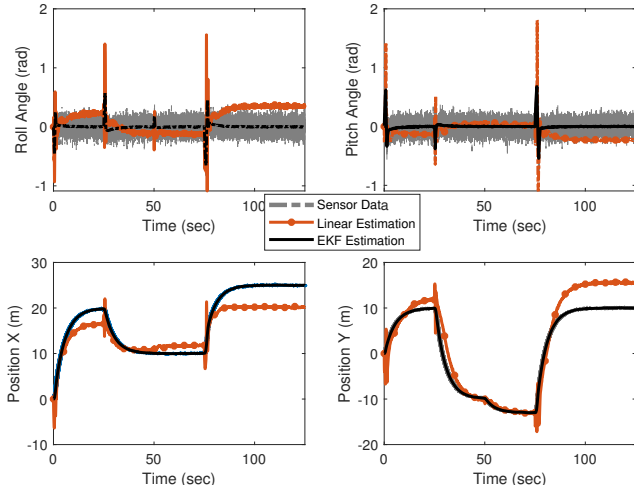 2
1
0
-1
Roll Angle (rad)
0 50 100
Time (sec)
2
1
0
-1
Pitch Angle (rad)
0 50 100
Time (sec)
Sensor Data
Linear Estimation
EKF Estimation
30
20
10
0
-10
Position X (m)
0 50 100
Time (sec)
20
10
0
-10
-20
Position Y (m)
0 50 100
Time (sec)